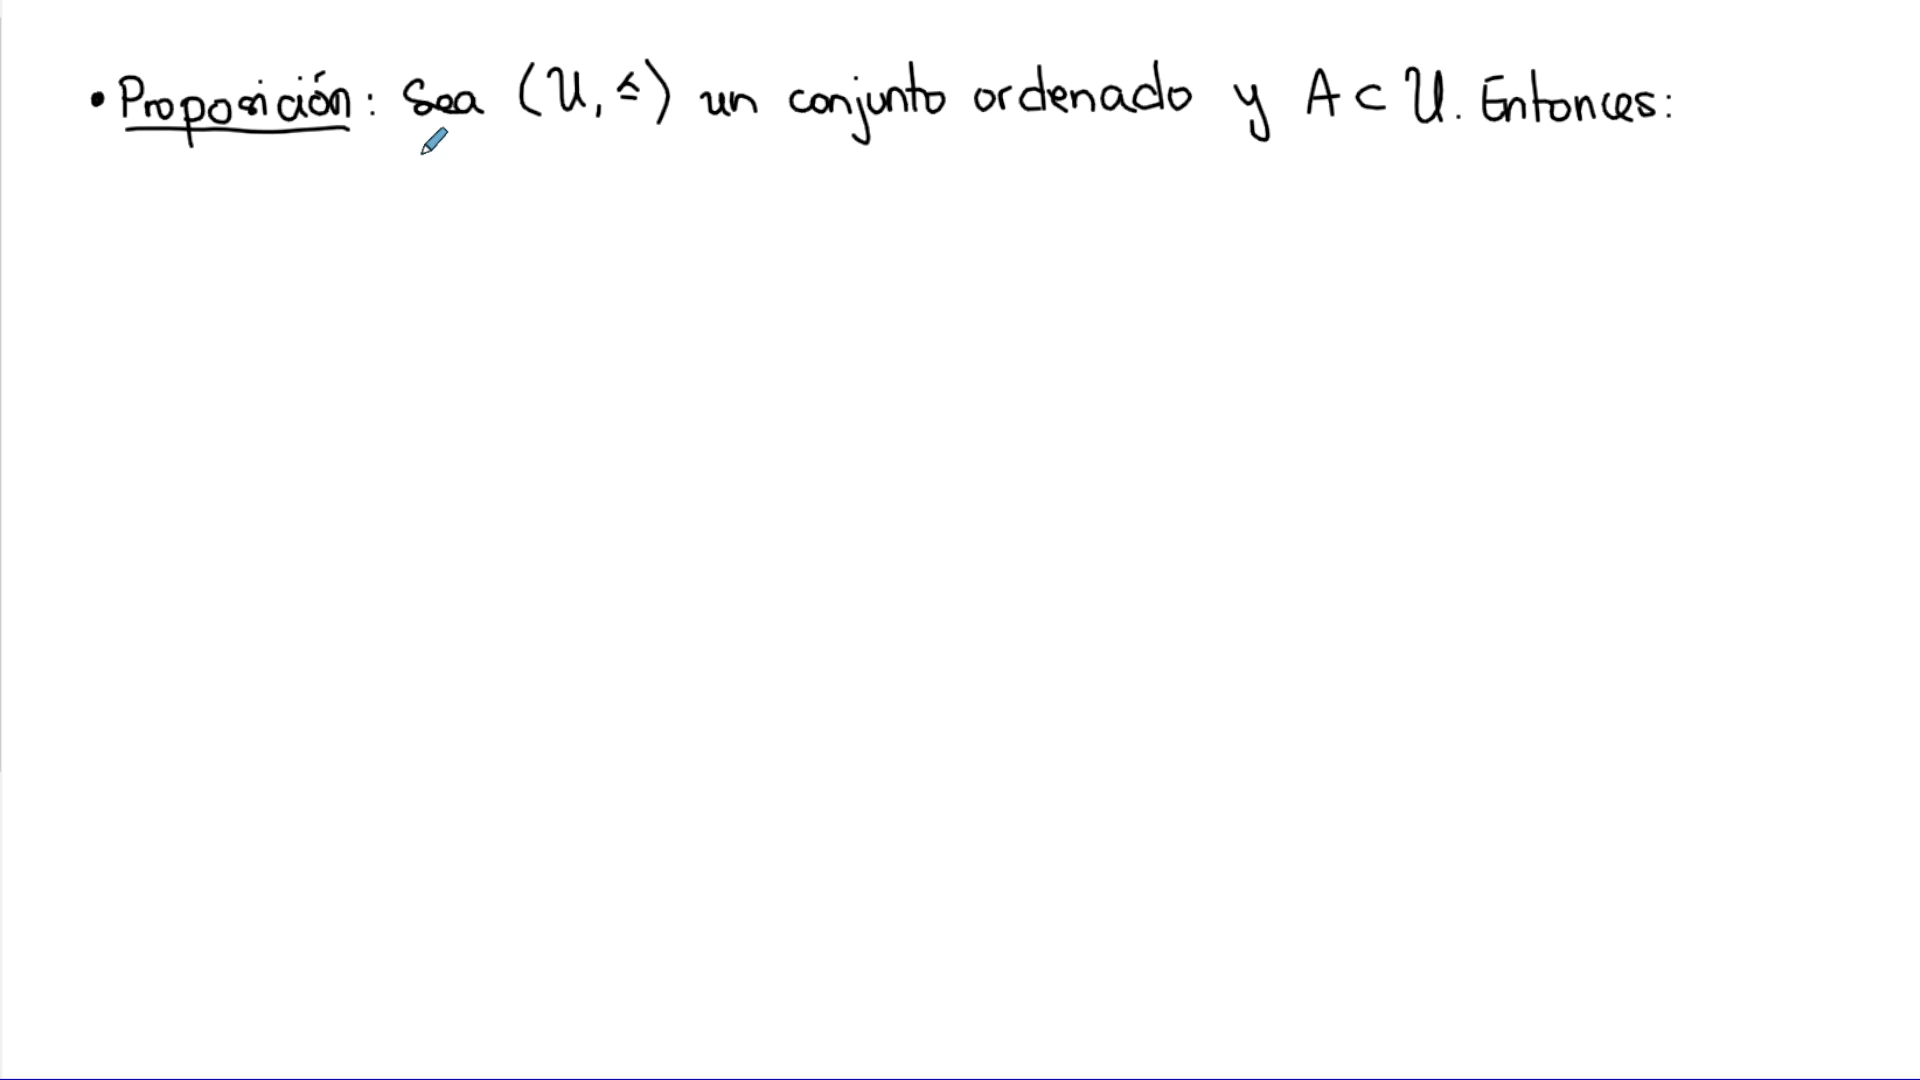 • Proposición: Sea (U, ≤) un conjunto ordenado y A ⊂ U. Entonces: